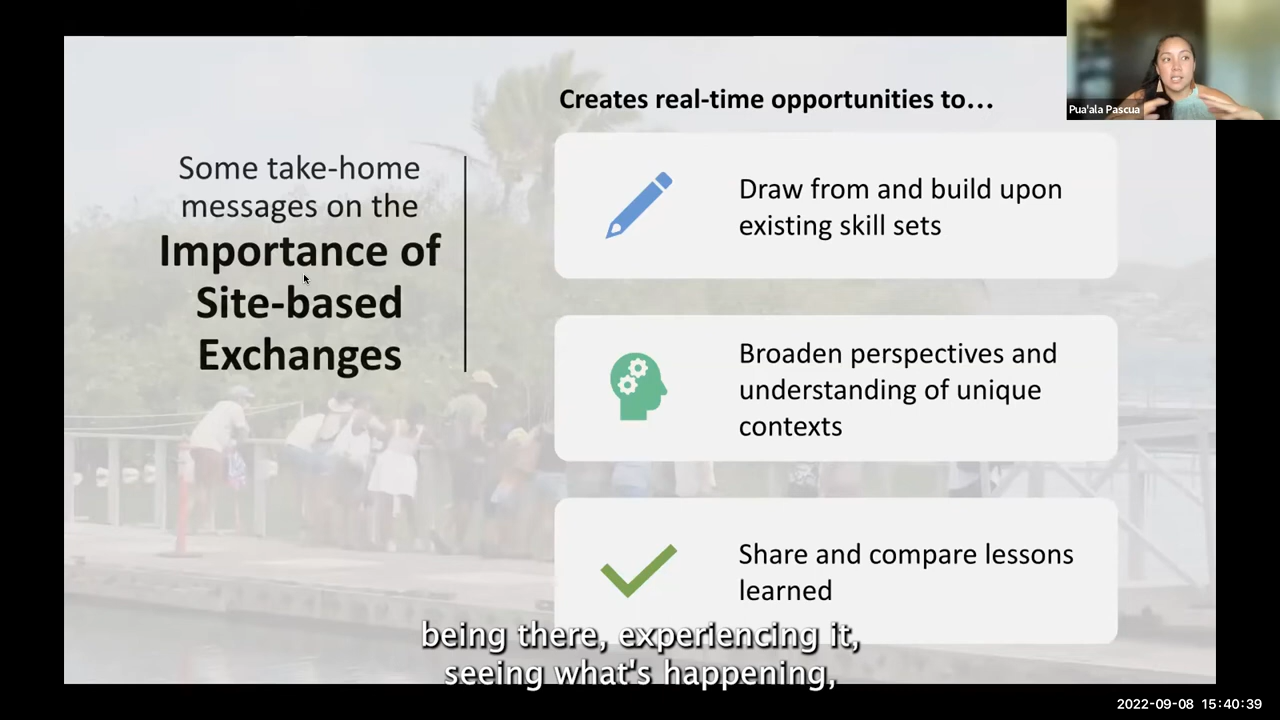 Pua'ala Pascua
Creates real-time opportunities to...
Some take-home
messages on the
Importance of
Site-based
Exchanges
Draw from and build upon
existing skill sets
Broaden perspectives and
understanding of unique
contexts
Share and compare lessons
learned
being there, experiencing it,
seeing what's happening,
2022-09-08 15:40:39